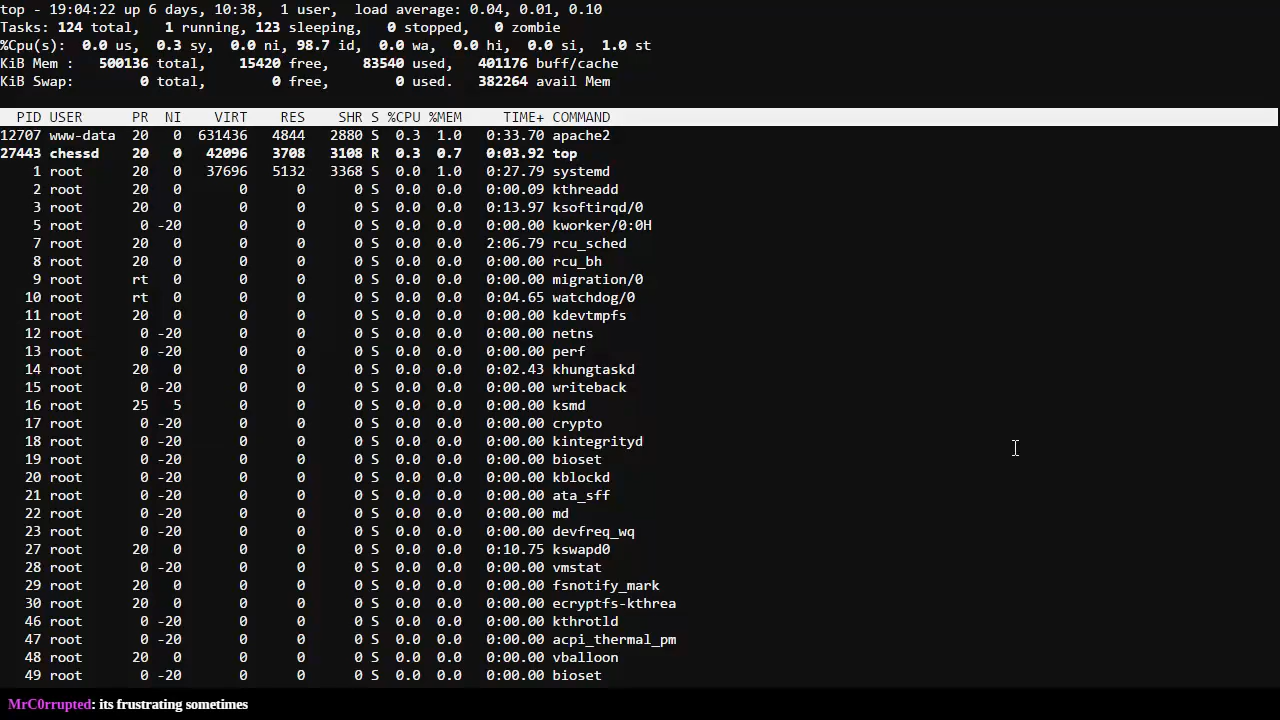 top - 19:04:22 up 6 days, 10:38,  1 user,  load average: 0.04, 0.01, 0.10
Tasks: 124 total,   1 running, 123 sleeping,   0 stopped,   0 zombie
%Cpu(s):  0.0 us,  0.3 sy,  0.0 ni, 98.7 id,  0.0 wa,  0.0 hi,  0.0 si,  1.0 st
KiB Mem :   500136 total,    15420 free,    83540 used,   401176 buff/cache
KiB Swap:        0 total,        0 free,        0 used.   382264 avail Mem
PID USER      PR  NI    VIRT    RES    SHR S %CPU %MEM     TIME+ COMMAND
12707 www-data  20   0  631436   4844   2880 S  0.3  1.0   0:33.70 apache2
27443 chessd    20   0   42096   3708   3108 R  0.3  0.7   0:03.92 top
1 root      20   0   37696   5132   3368 S  0.0  1.0   0:27.79 systemd
2 root      20   0       0      0      0 S  0.0  0.0   0:00.09 kthreadd
3 root      20   0       0      0      0 S  0.0  0.0   0:13.97 ksoftirqd/0
5 root       0 -20       0      0      0 S  0.0  0.0   0:00.00 kworker/0:0H
7 root      20   0       0      0      0 S  0.0  0.0   2:06.79 rcu_sched
8 root      20   0       0      0      0 S  0.0  0.0   0:00.00 rcu_bh
9 root      rt   0       0      0      0 S  0.0  0.0   0:00.00 migration/0
10 root      rt   0       0      0      0 S  0.0  0.0   0:04.65 watchdog/0
11 root      20   0       0      0      0 S  0.0  0.0   0:00.00 kdevtmpfs
12 root       0 -20       0      0      0 S  0.0  0.0   0:00.00 netns
13 root       0 -20       0      0      0 S  0.0  0.0   0:00.00 perf
14 root      20   0       0      0      0 S  0.0  0.0   0:02.43 khungtaskd
15 root       0 -20       0      0      0 S  0.0  0.0   0:00.00 writeback
16 root      25   5       0      0      0 S  0.0  0.0   0:00.00 ksmd
17 root       0 -20       0      0      0 S  0.0  0.0   0:00.00 crypto
18 root       0 -20       0      0      0 S  0.0  0.0   0:00.00 kintegrityd
19 root       0 -20       0      0      0 S  0.0  0.0   0:00.00 bioset
20 root       0 -20       0      0      0 S  0.0  0.0   0:00.00 kblockd
21 root       0 -20       0      0      0 S  0.0  0.0   0:00.00 ata_sff
22 root       0 -20       0      0      0 S  0.0  0.0   0:00.00 md
23 root       0 -20       0      0      0 S  0.0  0.0   0:00.00 devfreq_wq
27 root      20   0       0      0      0 S  0.0  0.0   0:10.75 kswapd0
28 root       0 -20       0      0      0 S  0.0  0.0   0:00.00 vmstat
29 root      20   0       0      0      0 S  0.0  0.0   0:00.00 fsnotify_mark
30 root      20   0       0      0      0 S  0.0  0.0   0:00.00 ecryptfs-kthrea
46 root       0 -20       0      0      0 S  0.0  0.0   0:00.00 kthrotld
47 root       0 -20       0      0      0 S  0.0  0.0   0:00.00 acpi_thermal_pm
48 root      20   0       0      0      0 S  0.0  0.0   0:00.00 vballoon
49 root       0 -20       0      0      0 S  0.0  0.0   0:00.00 bioset
MrC0rrupted: its frustrating sometimes